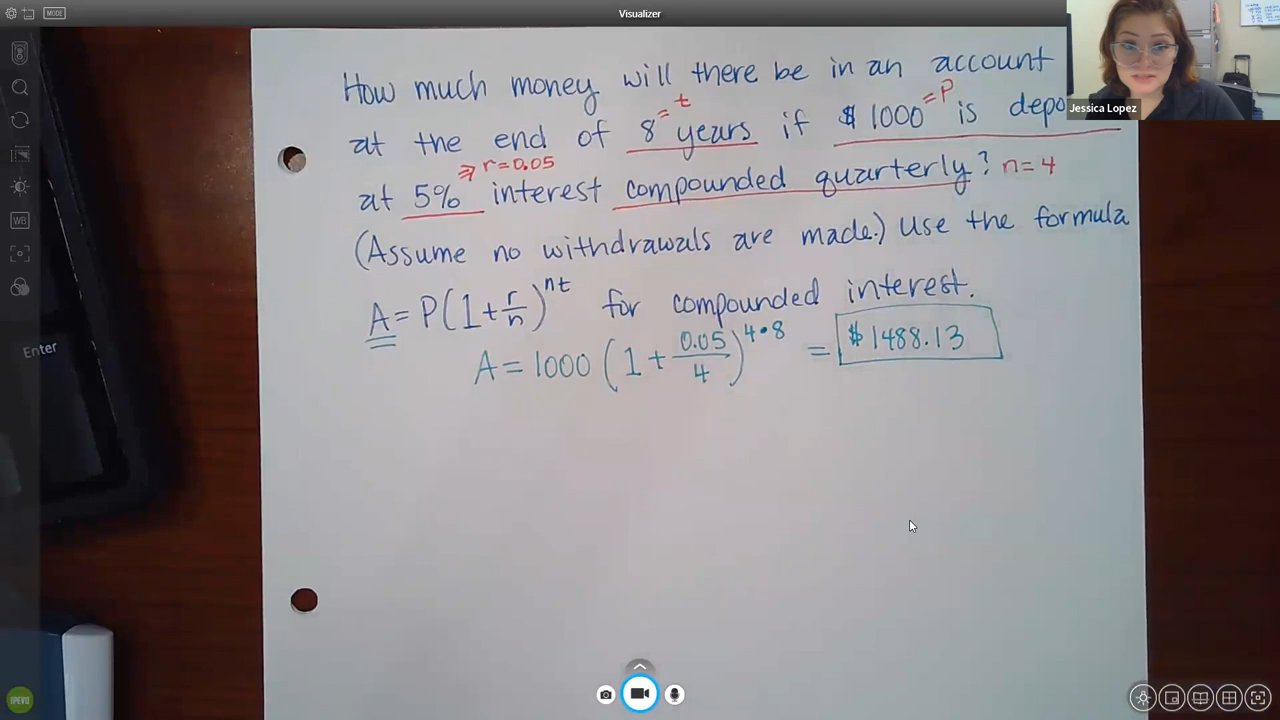 MODE
Visualizer
How much money will there be in an account
at the end of 8 years if $1000 is depo
= t
= P
at 5% interest compounded quarterly? n=4
⇒ r=0.05
(Assume no withdrawals are made.) Use the formula
A = P(1+r/n)^nt for compounded interest.
A = 1000 (1 + 0.05/4)^4•8 = $1488.13
Jessica Lopez
WB
Enter
IPEVO